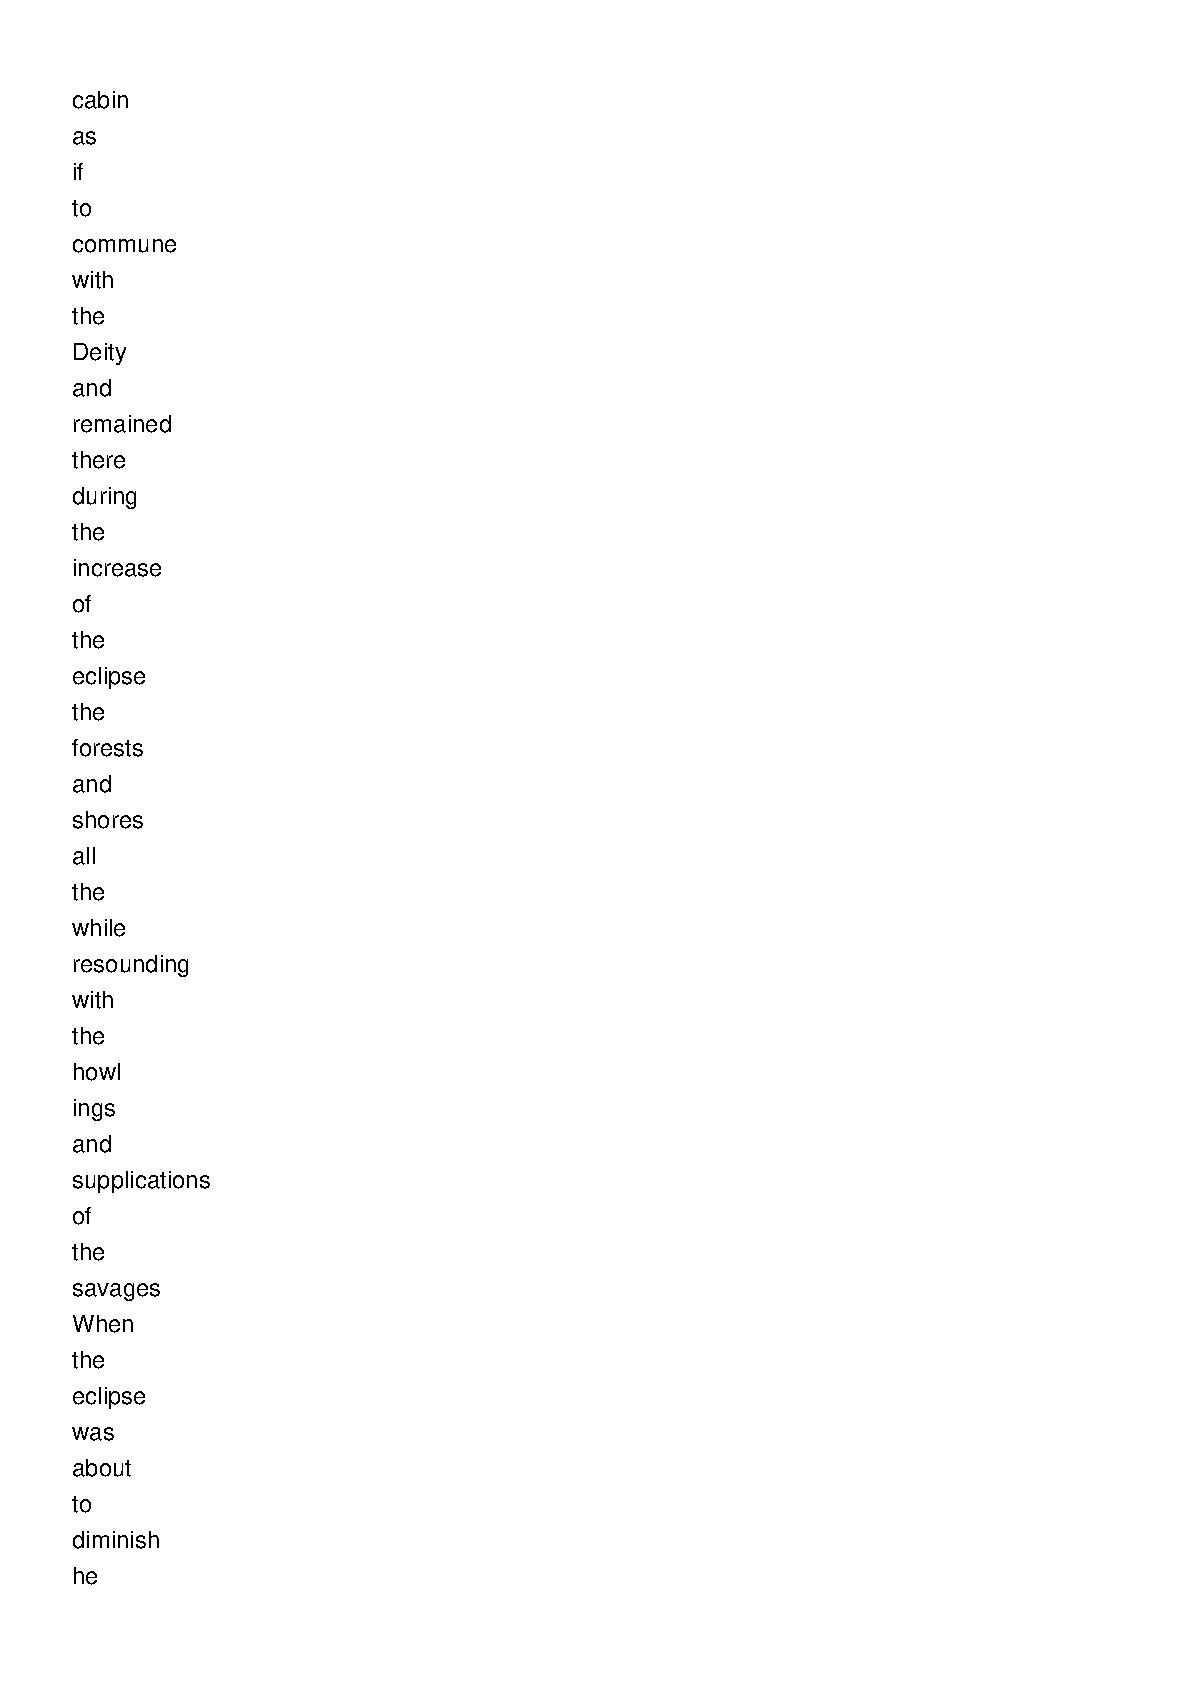 cabin
as
if
to
commune
with
the
Deity
and
remained
there
during
the
increase
of
the
eclipse
the
forests
and
shores
all
the
while
resounding
with
the
howl
ings
and
supplications
of
the
savages
When
the
eclipse
was
about
to
diminish
he